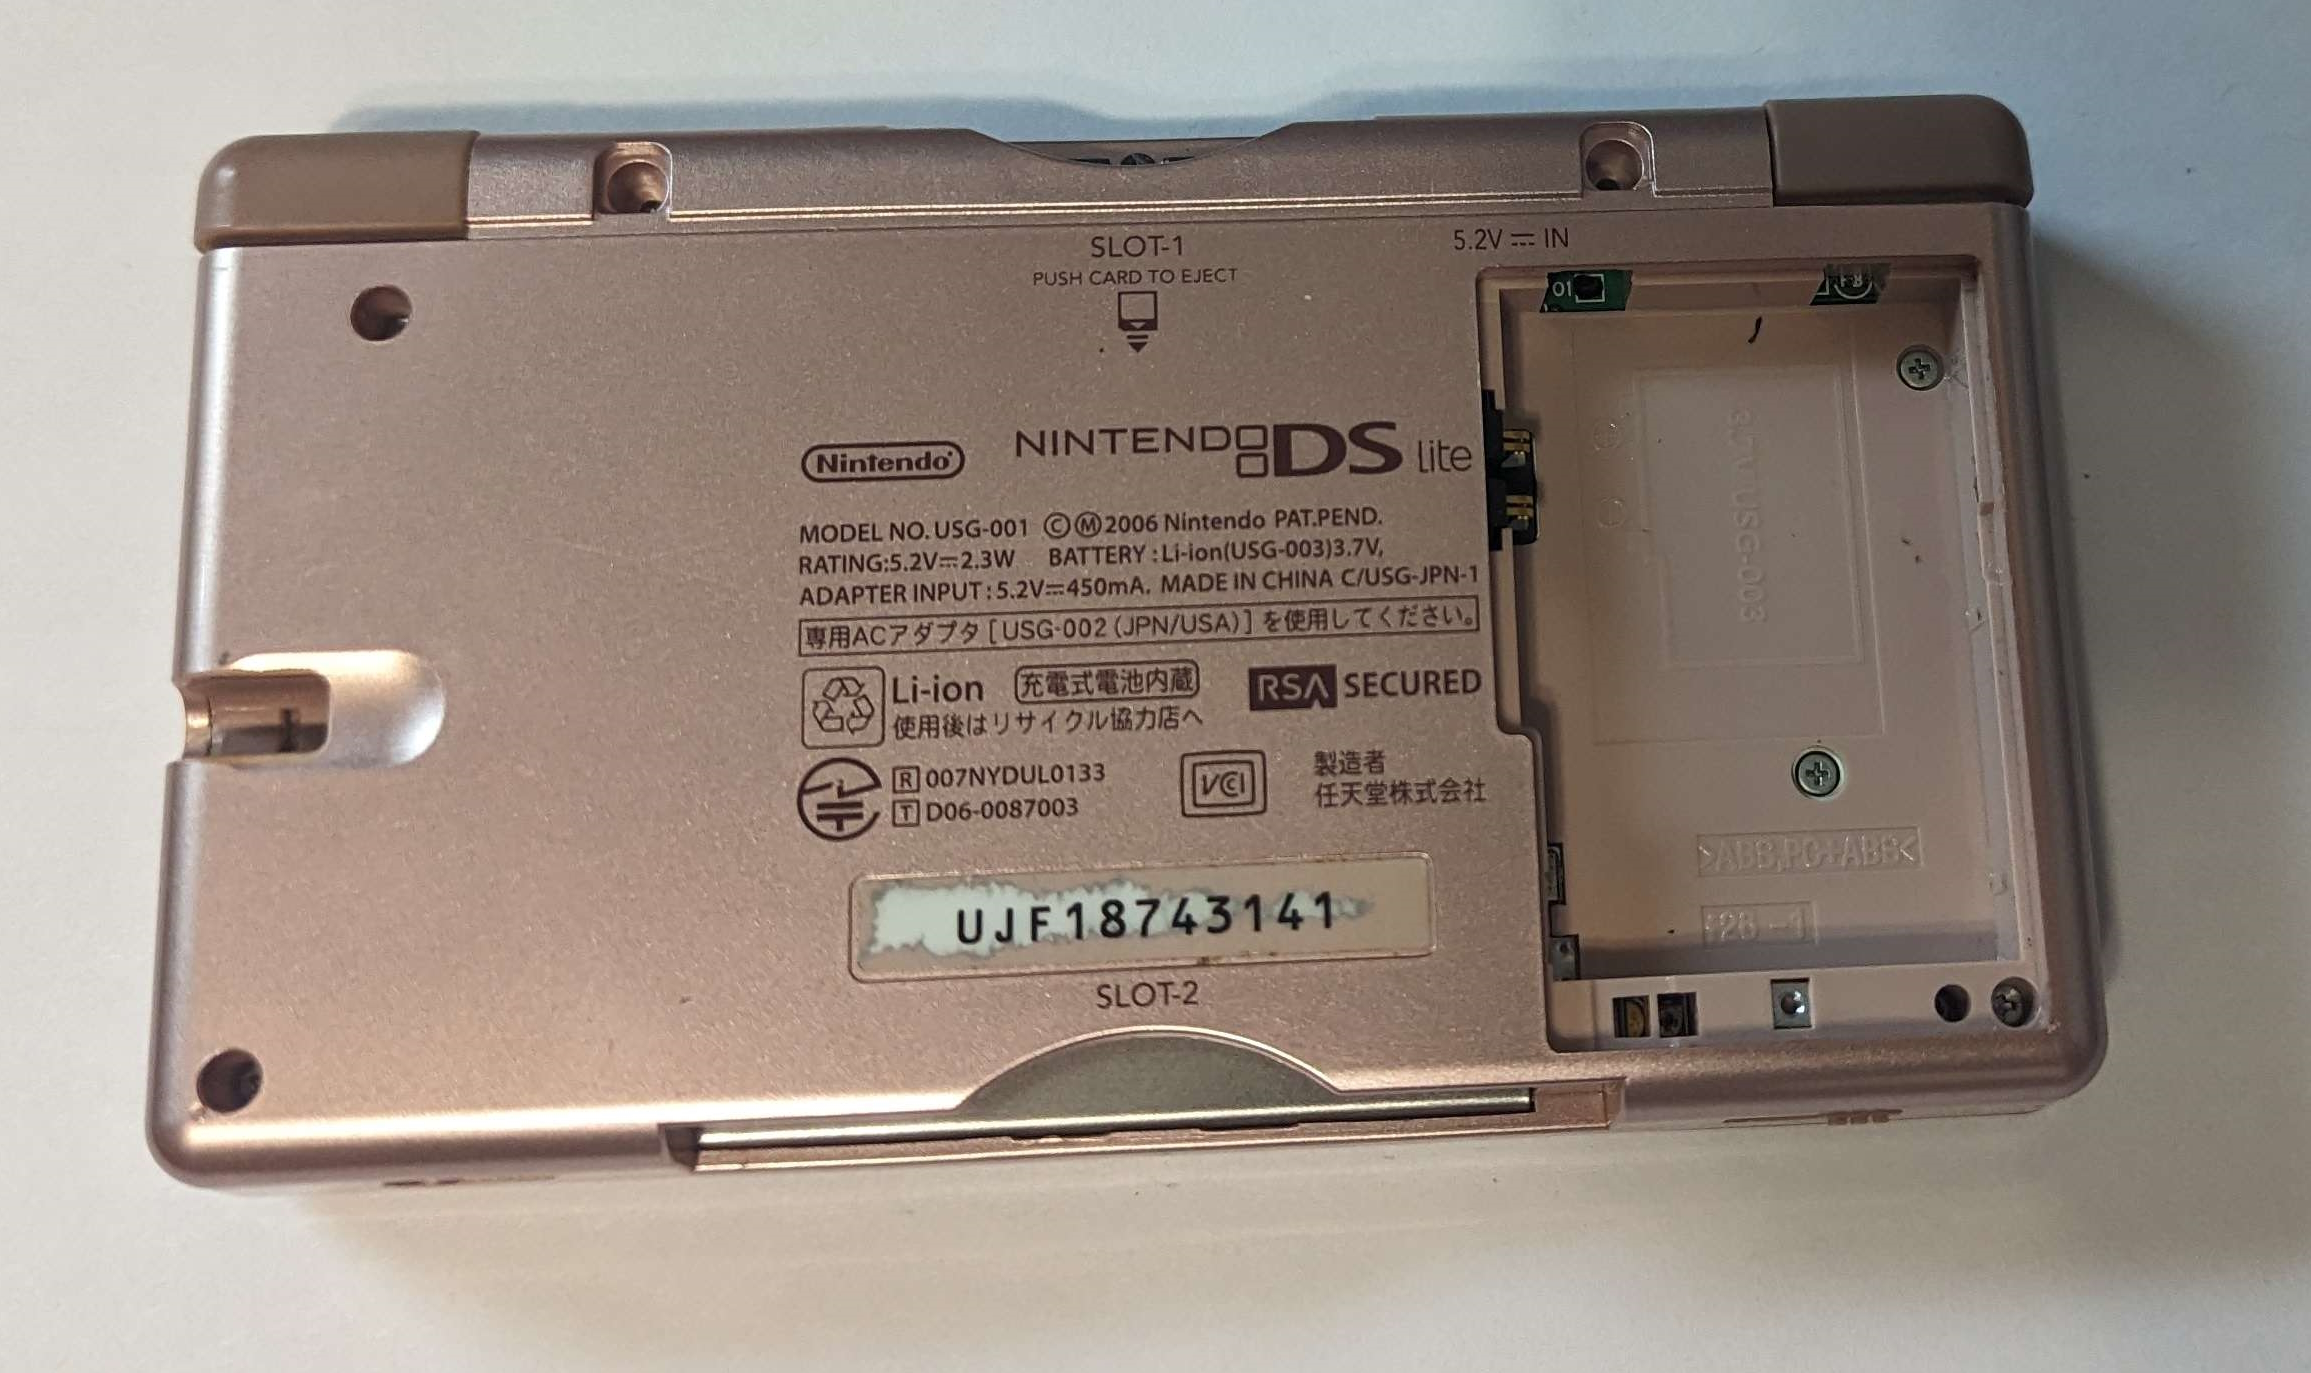 SLOT-1
PUSH CARD TO EJECT
5.2V⎓IN
01
Nintendo
NINTENDO DS lite
MODEL NO. USG-001 ⒸⓂ2006 Nintendo PAT.PEND.
RATING:5.2V⎓2.3W BATTERY:Li-ion(USG-003)3.7V,
ADAPTER INPUT:5.2V⎓450mA. MADE IN CHINA C/USG-JPN-1
専用ACアダプタ[USG-002(JPN/USA)]を使用してください。
Li-ion 充電式電池内蔵
使用後はリサイクル協力店へ
RSA SECURED
R 007NYDUL0133
T D06-0087003
VCCI
製造者
任天堂株式会社
UJF18743141
SLOT-2
3.7V USG-003